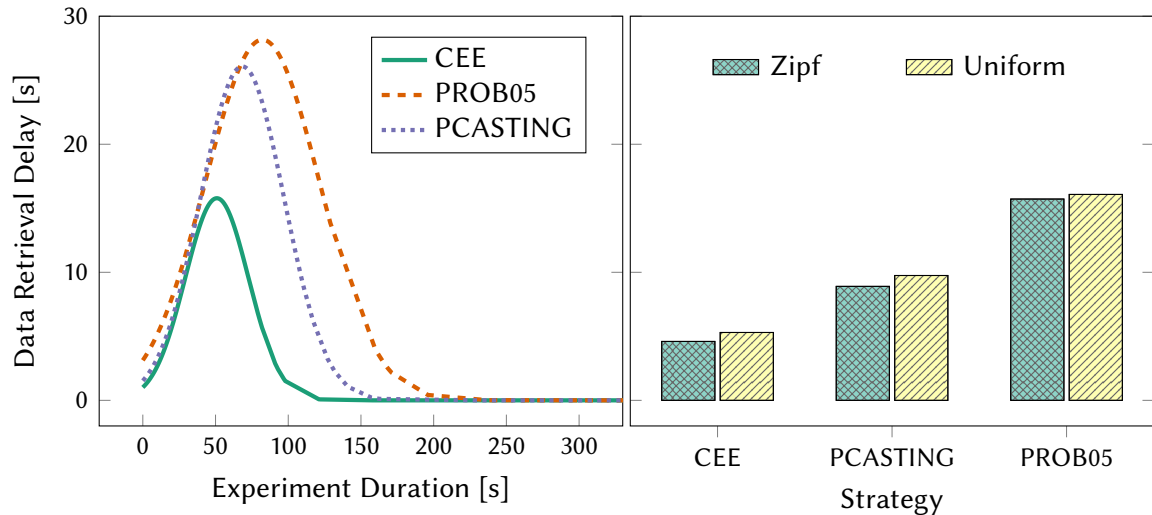 Data Retrieval Delay [s]
30
20
10
0
CEE
PROB05
PCASTING
0 50 100 150 200 250 300
Experiment Duration [s]
Zipf Uniform
CEE PCASTING PROB05
Strategy